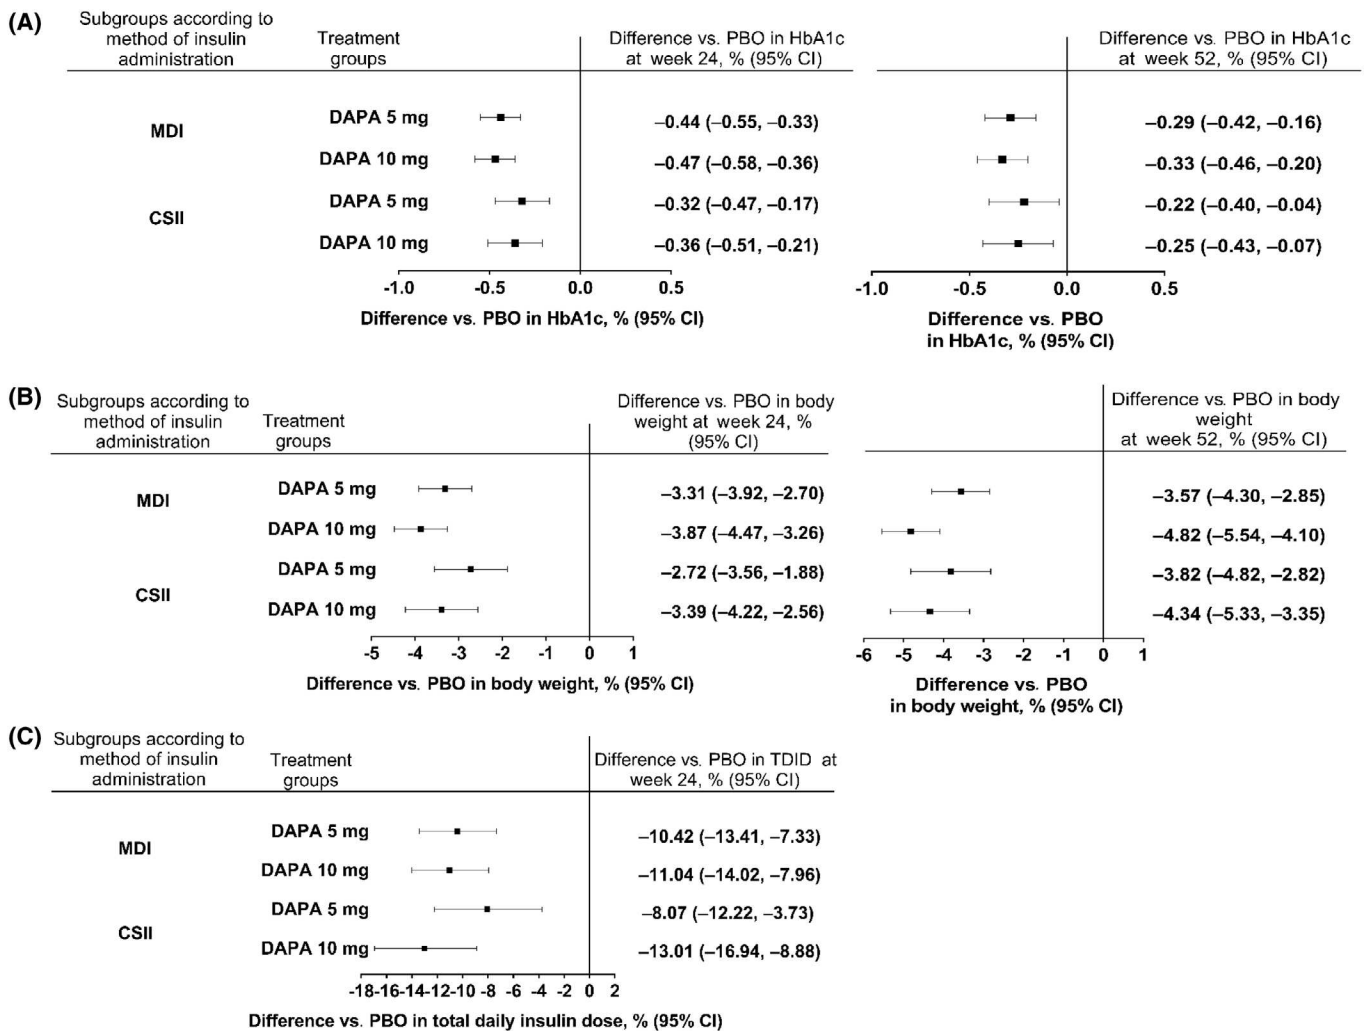 (A)
Subgroups according to
method of insulin
administration
Treatment
groups
Difference vs. PBO in HbA1c
at week 24, % (95% CI)
Difference vs. PBO in HbA1c
at week 52, % (95% CI)
MDI
DAPA 5 mg
–0.44 (–0.55, –0.33)
–0.29 (–0.42, –0.16)
DAPA 10 mg
–0.47 (–0.58, –0.36)
–0.33 (–0.46, –0.20)
CSII
DAPA 5 mg
–0.32 (–0.47, –0.17)
–0.22 (–0.40, –0.04)
DAPA 10 mg
–0.36 (–0.51, –0.21)
–0.25 (–0.43, –0.07)
-1.0 -0.5 0.0 0.5
-1.0 -0.5 0.0 0.5
Difference vs. PBO in HbA1c, % (95% CI)
Difference vs. PBO
in HbA1c, % (95% CI)
(B)
Subgroups according to
method of insulin
administration
Treatment
groups
Difference vs. PBO in body
weight at week 24, %
(95% CI)
Difference vs. PBO in body
weight
at week 52, % (95% CI)
MDI
DAPA 5 mg
–3.31 (–3.92, –2.70)
–3.57 (–4.30, –2.85)
DAPA 10 mg
–3.87 (–4.47, –3.26)
–4.82 (–5.54, –4.10)
CSII
DAPA 5 mg
–2.72 (–3.56, –1.88)
–3.82 (–4.82, –2.82)
DAPA 10 mg
–3.39 (–4.22, –2.56)
–4.34 (–5.33, –3.35)
-5 -4 -3 -2 -1 0 1
-6 -5 -4 -3 -2 -1 0 1
Difference vs. PBO in body weight, % (95% CI)
Difference vs. PBO
in body weight, % (95% CI)
(C)
Subgroups according to
method of insulin
administration
Treatment
groups
Difference vs. PBO in TDID at
week 24, % (95% CI)
MDI
DAPA 5 mg
–10.42 (–13.41, –7.33)
DAPA 10 mg
–11.04 (–14.02, –7.96)
CSII
DAPA 5 mg
–8.07 (–12.22, –3.73)
DAPA 10 mg
–13.01 (–16.94, –8.88)
-18 -16 -14 -12 -10 -8 -6 -4 -2 0 2
Difference vs. PBO in total daily insulin dose, % (95% CI)